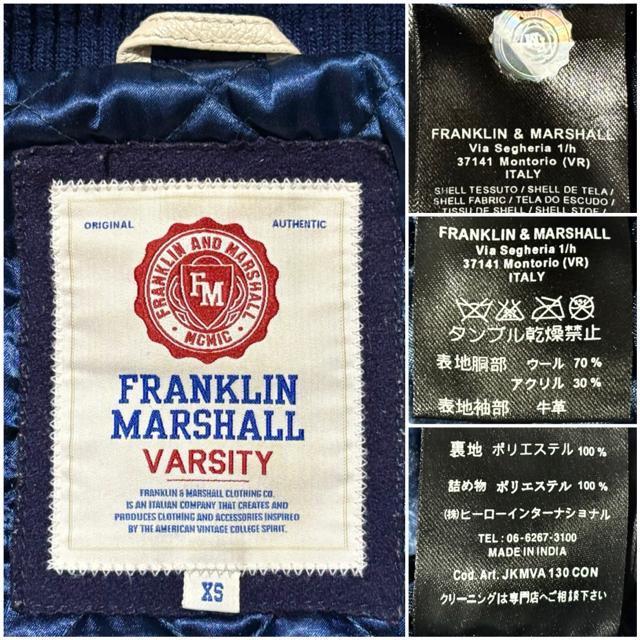 ORIGINAL
AUTHENTIC
FRANKLIN AND MARSHALL
FM
MCMIC
FRANKLIN
MARSHALL
VARSITY
FRANKLIN & MARSHALL CLOTHING CO.
IS AN ITALIAN COMPANY THAT CREATES AND
PRODUCES CLOTHING AND ACCESSORIES INSPIRED
BY THE AMERICAN VINTAGE COLLEGE SPIRIT.
XS
FRANKLIN & MARSHALL
Via Segheria 1/h
37141 Montorio (VR)
ITALY
SHELL TESSUTO / SHELL DE TELA /
SHELL FABRIC / TELA DO ESCUDO /
TISSU DE SHELL / SHELL STOF /
FRANKLIN & MARSHALL
Via Segheria 1/h
37141 Montorio (VR)
ITALY
タンブル乾燥禁止
表地胴部 ウール 70%
アクリル 30%
表地袖部 牛革
裏地 ポリエステル 100%
詰め物 ポリエステル 100%
(株)ヒーローインターナショナル
TEL: 06-6267-3100
MADE IN INDIA
Cod. Art. JKMVA 130 CON
クリーニングは専門店へご相談下さい